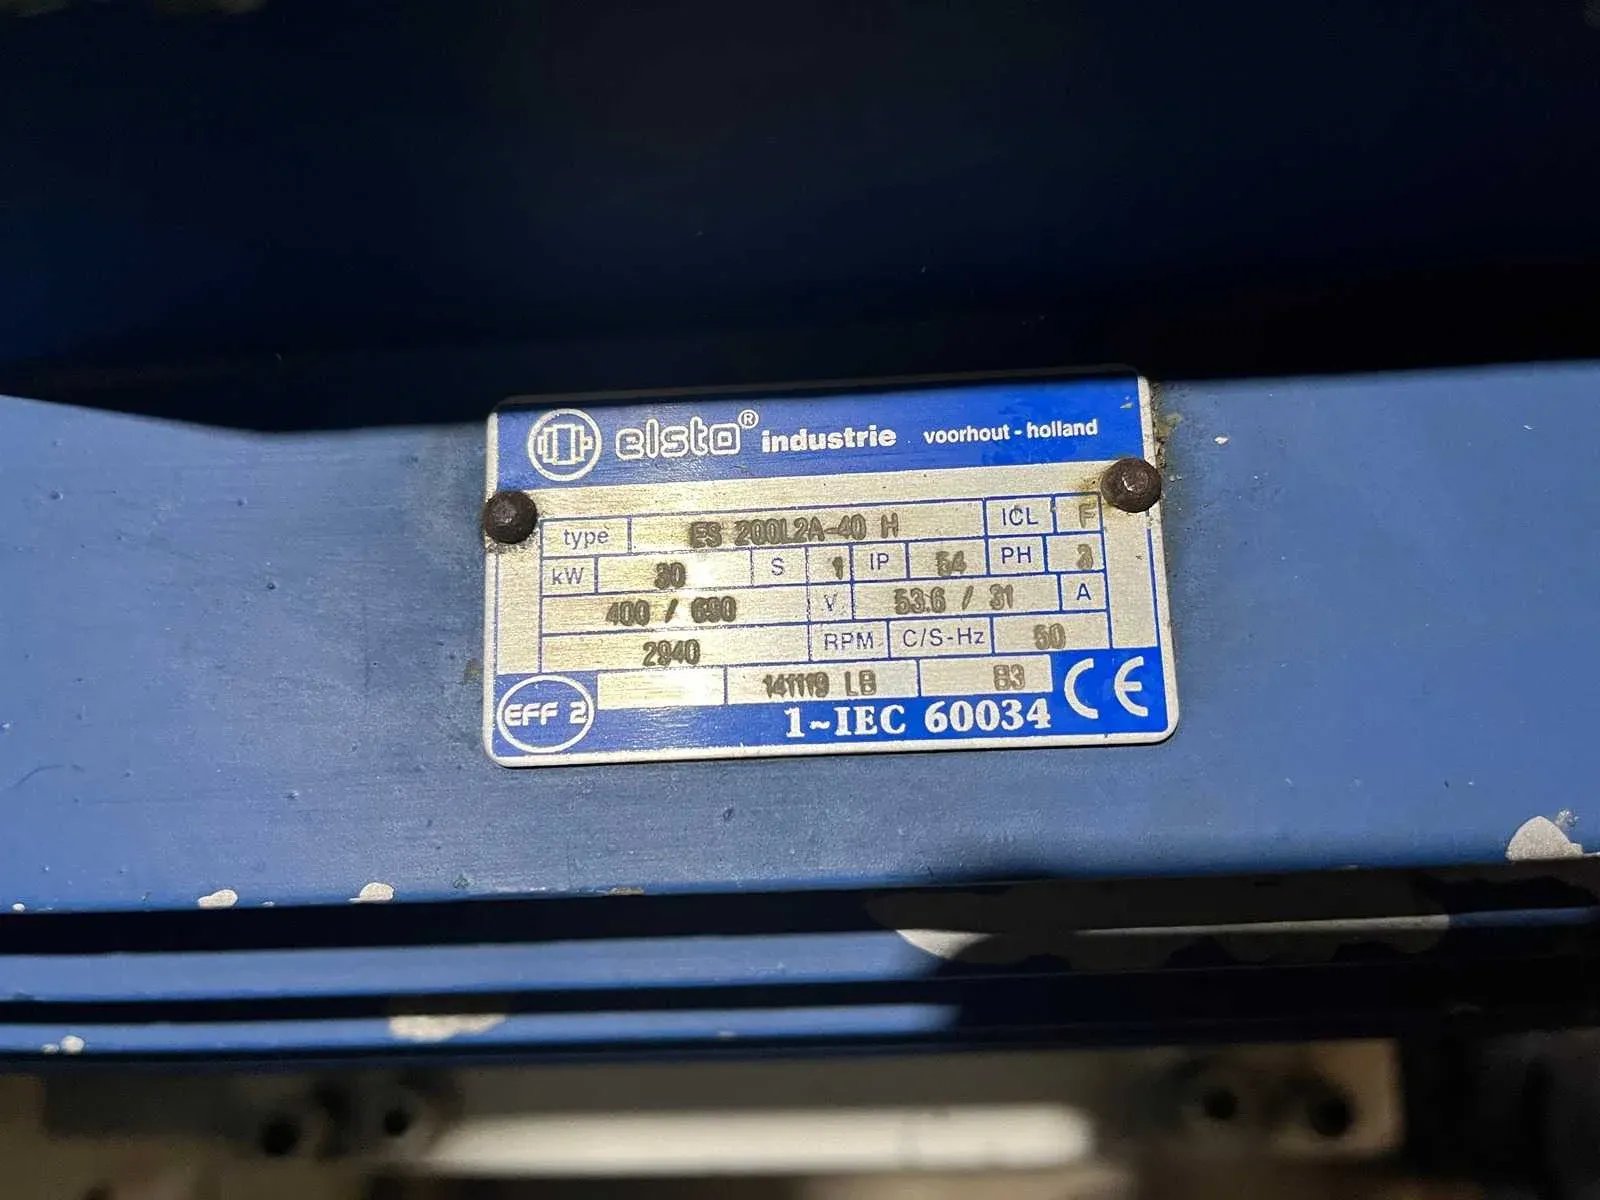 elsto® industrie voorhout - holland
type ES 200L2A-40 H ICL F
kW 30 S 1 IP 54 PH 3
400 / 690 V 53.6 / 31 A
2940 RPM C/S-Hz 50
141119 LB B3
EFF 2 1~IEC 60034 CE